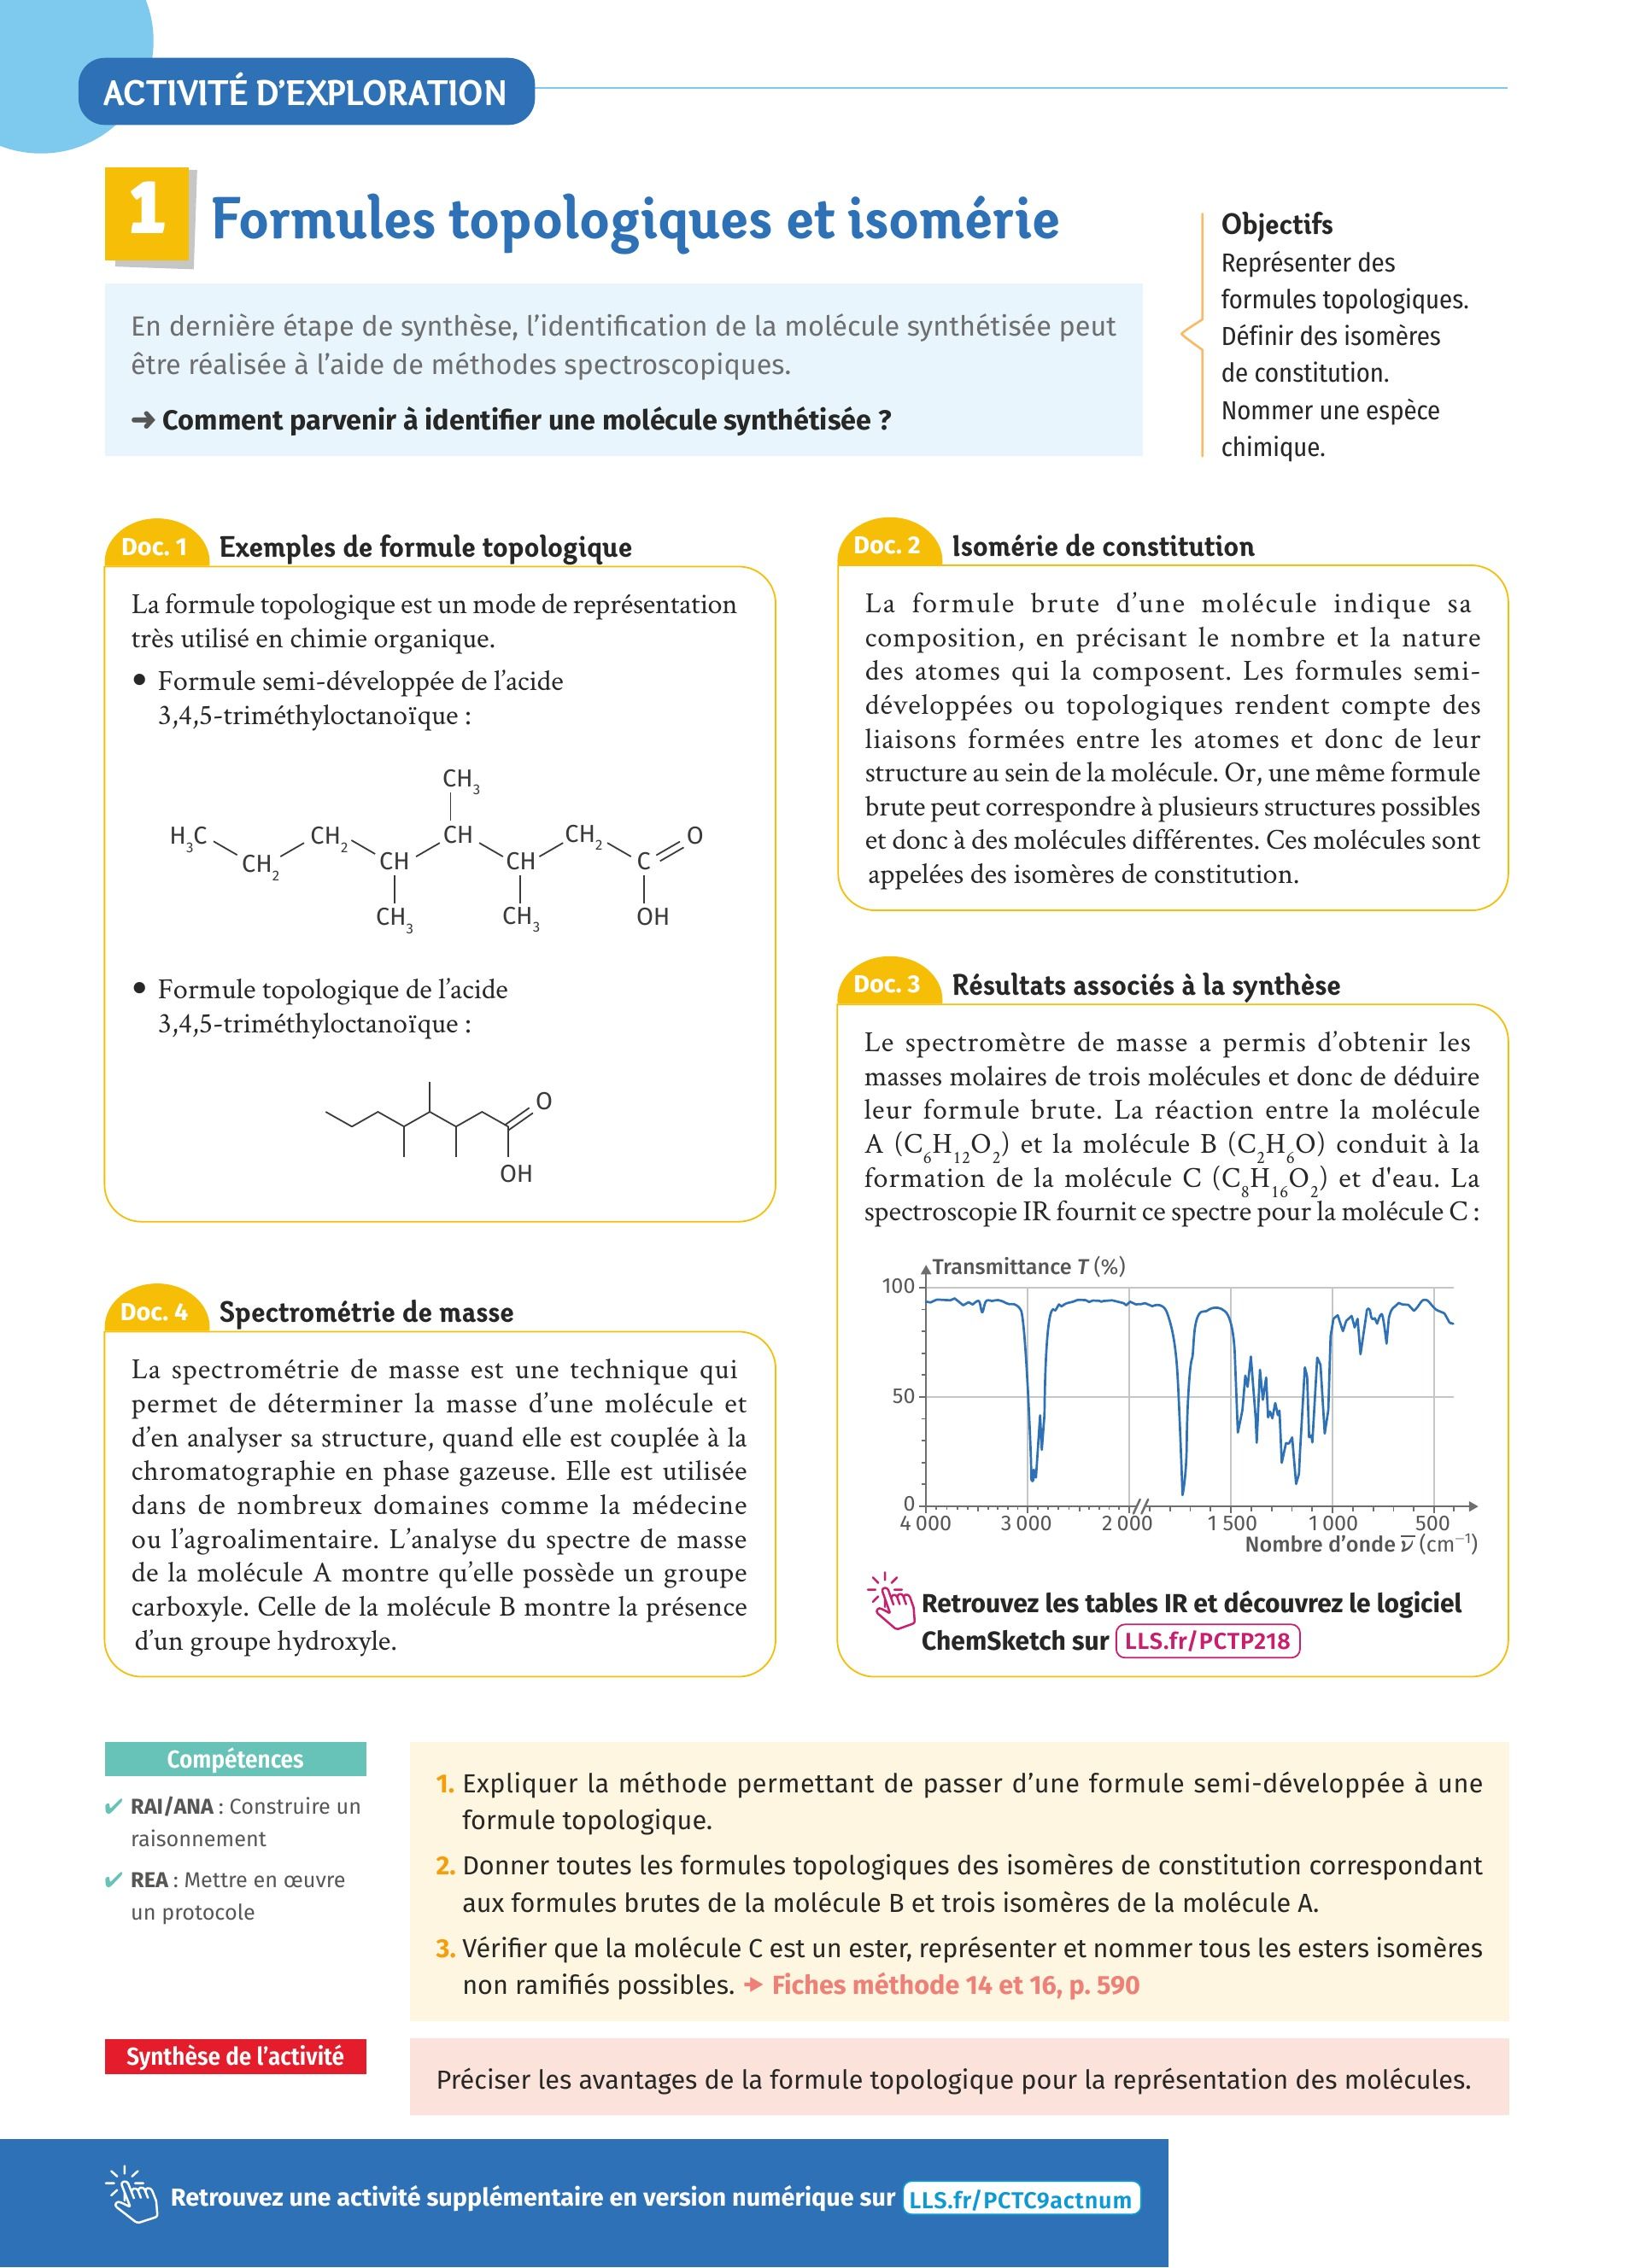 ACTIVITÉ D'EXPLORATION
1 Formules topologiques et isomérie
En dernière étape de synthèse, l'identification de la molécule synthétisée peut
être réalisée à l'aide de méthodes spectroscopiques.
➜ Comment parvenir à identifier une molécule synthétisée ?
Objectifs
Représenter des
formules topologiques.
Définir des isomères
de constitution.
Nommer une espèce
chimique.
Doc. 1 Exemples de formule topologique
La formule topologique est un mode de représentation
très utilisé en chimie organique.
• Formule semi-développée de l'acide
3,4,5-triméthyloctanoïque :
CH₃
H₃C CH₂ CH CH₂ O
CH₂ CH CH C
CH₃ CH₃ OH
• Formule topologique de l'acide
3,4,5-triméthyloctanoïque :
O
OH
Doc. 2 Isomérie de constitution
La formule brute d'une molécule indique sa
composition, en précisant le nombre et la nature
des atomes qui la composent. Les formules semi-
développées ou topologiques rendent compte des
liaisons formées entre les atomes et donc de leur
structure au sein de la molécule. Or, une même formule
brute peut correspondre à plusieurs structures possibles
et donc à des molécules différentes. Ces molécules sont
appelées des isomères de constitution.
Doc. 3 Résultats associés à la synthèse
Le spectromètre de masse a permis d'obtenir les
masses molaires de trois molécules et donc de déduire
leur formule brute. La réaction entre la molécule
A (C₆H₁₂O₂) et la molécule B (C₂H₆O) conduit à la
formation de la molécule C (C₈H₁₆O₂) et d'eau. La
spectroscopie IR fournit ce spectre pour la molécule C :
Transmittance T (%)
100
50
0
4 000 3 000 2 000 1 500 1 000 500
Nombre d'onde ν̅ (cm⁻¹)
Retrouvez les tables IR et découvrez le logiciel
ChemSketch sur LLS.fr/PCTP218
Doc. 4 Spectrométrie de masse
La spectrométrie de masse est une technique qui
permet de déterminer la masse d'une molécule et
d'en analyser sa structure, quand elle est couplée à la
chromatographie en phase gazeuse. Elle est utilisée
dans de nombreux domaines comme la médecine
ou l'agroalimentaire. L'analyse du spectre de masse
de la molécule A montre qu'elle possède un groupe
carboxyle. Celle de la molécule B montre la présence
d'un groupe hydroxyle.
Compétences
✔ RAI/ANA : Construire un
raisonnement
✔ REA : Mettre en œuvre
un protocole
1. Expliquer la méthode permettant de passer d'une formule semi-développée à une
formule topologique.
2. Donner toutes les formules topologiques des isomères de constitution correspondant
aux formules brutes de la molécule B et trois isomères de la molécule A.
3. Vérifier que la molécule C est un ester, représenter et nommer tous les esters isomères
non ramifiés possibles. ➜ Fiches méthode 14 et 16, p. 590
Synthèse de l'activité
Préciser les avantages de la formule topologique pour la représentation des molécules.
Retrouvez une activité supplémentaire en version numérique sur LLS.fr/PCTC9actnum